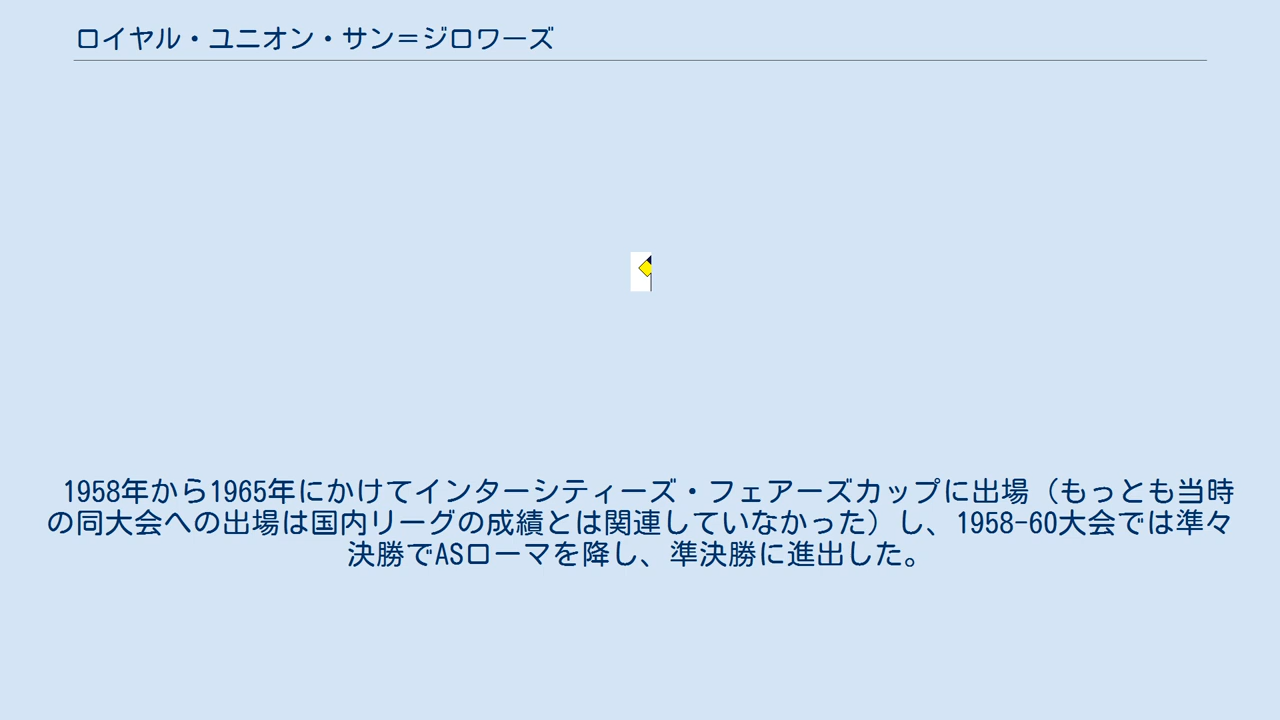 ロイヤル・ユニオン・サン＝ジロワーズ
1958年から1965年にかけてインターシティーズ・フェアーズカップに出場（もっとも当時
の同大会への出場は国内リーグの成績とは関連していなかった）し、1958-60大会では準々
決勝でASローマを降し、準決勝に進出した。